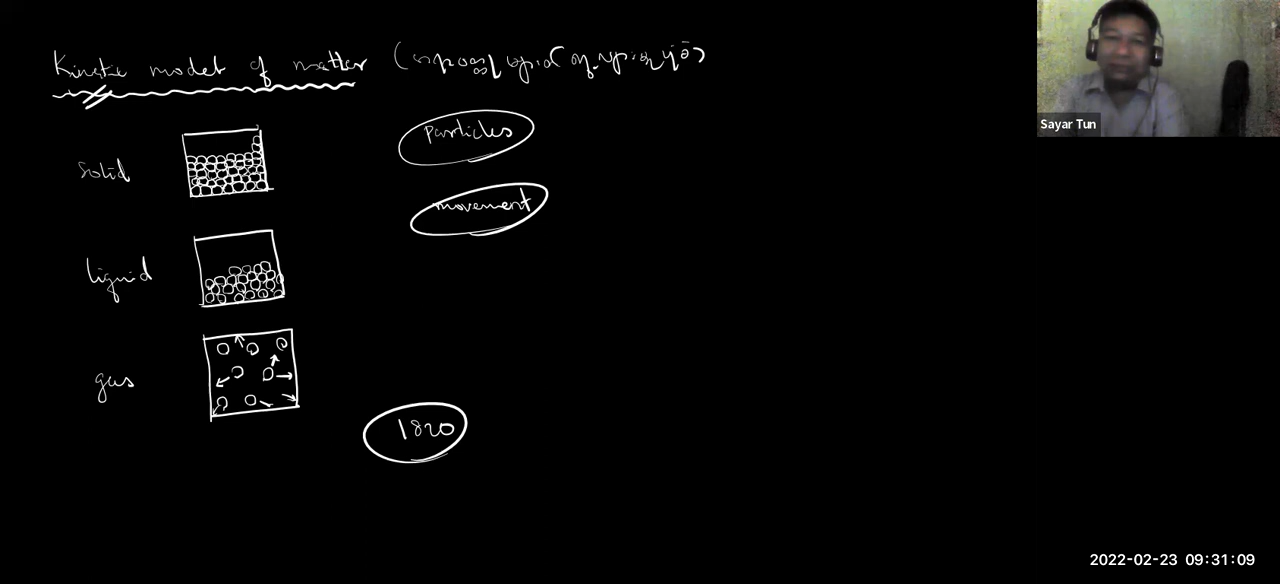 Kinetic model of matter
particles
solid
movement
liquid
gas
1820
Sayar Tun
2022-02-23 09:31:09